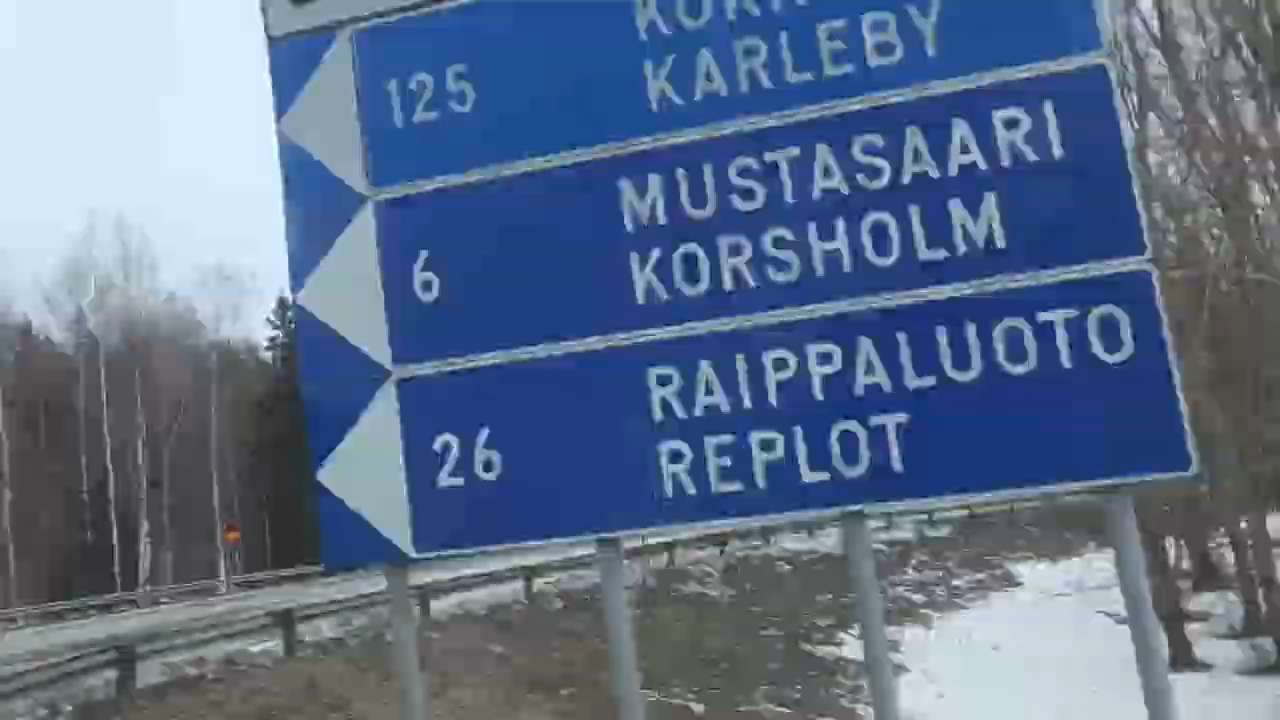 125 KARLEBY
MUSTASAARI
6 KORSHOLM
RAIPPALUOTO
26 REPLOT